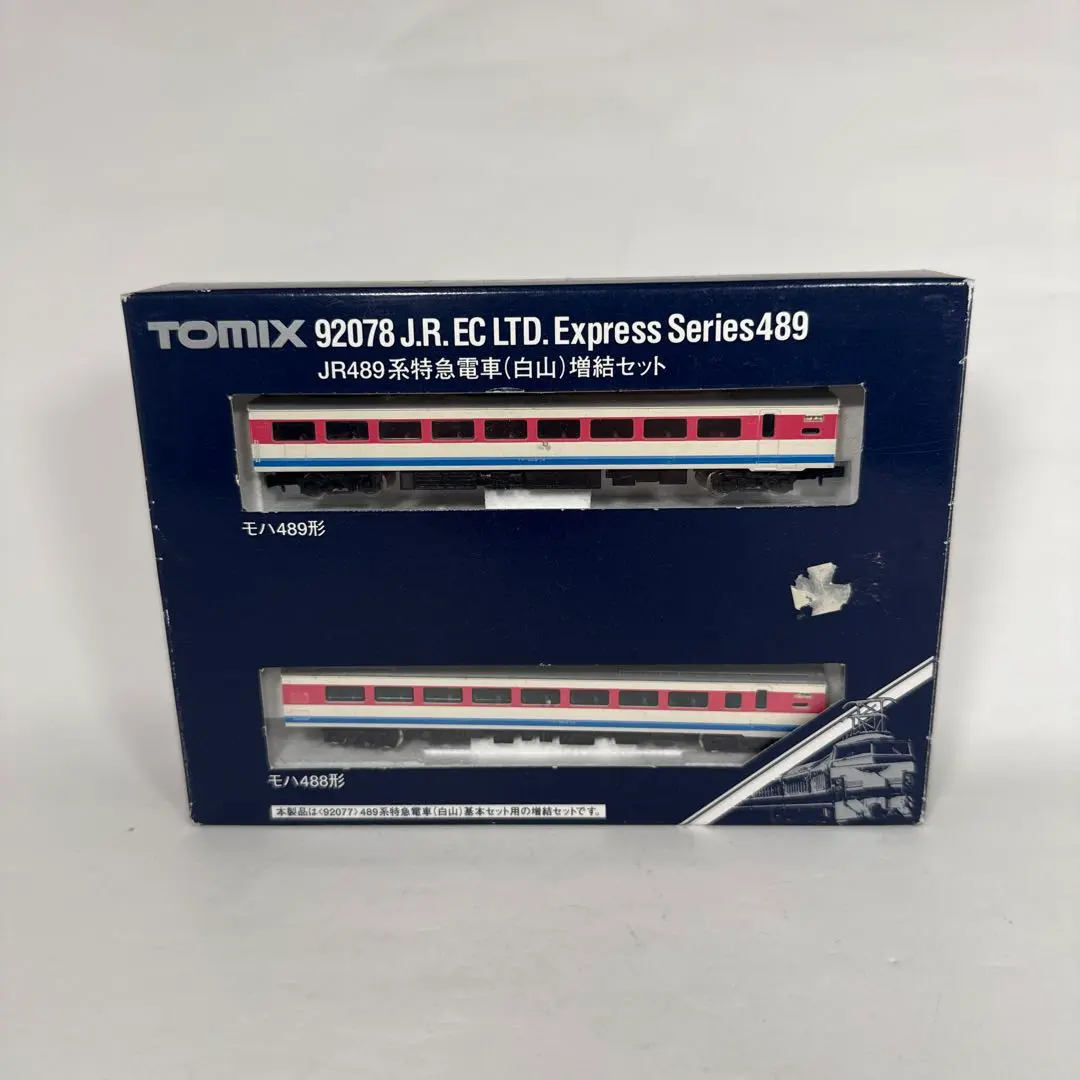 TOMIX 92078 J.R. EC LTD. Express Series489
JR489系特急電車(白山)増結セット
モハ489形
モハ488形
本製品は<92077>489系特急電車(白山)基本セット用の増結セットです。